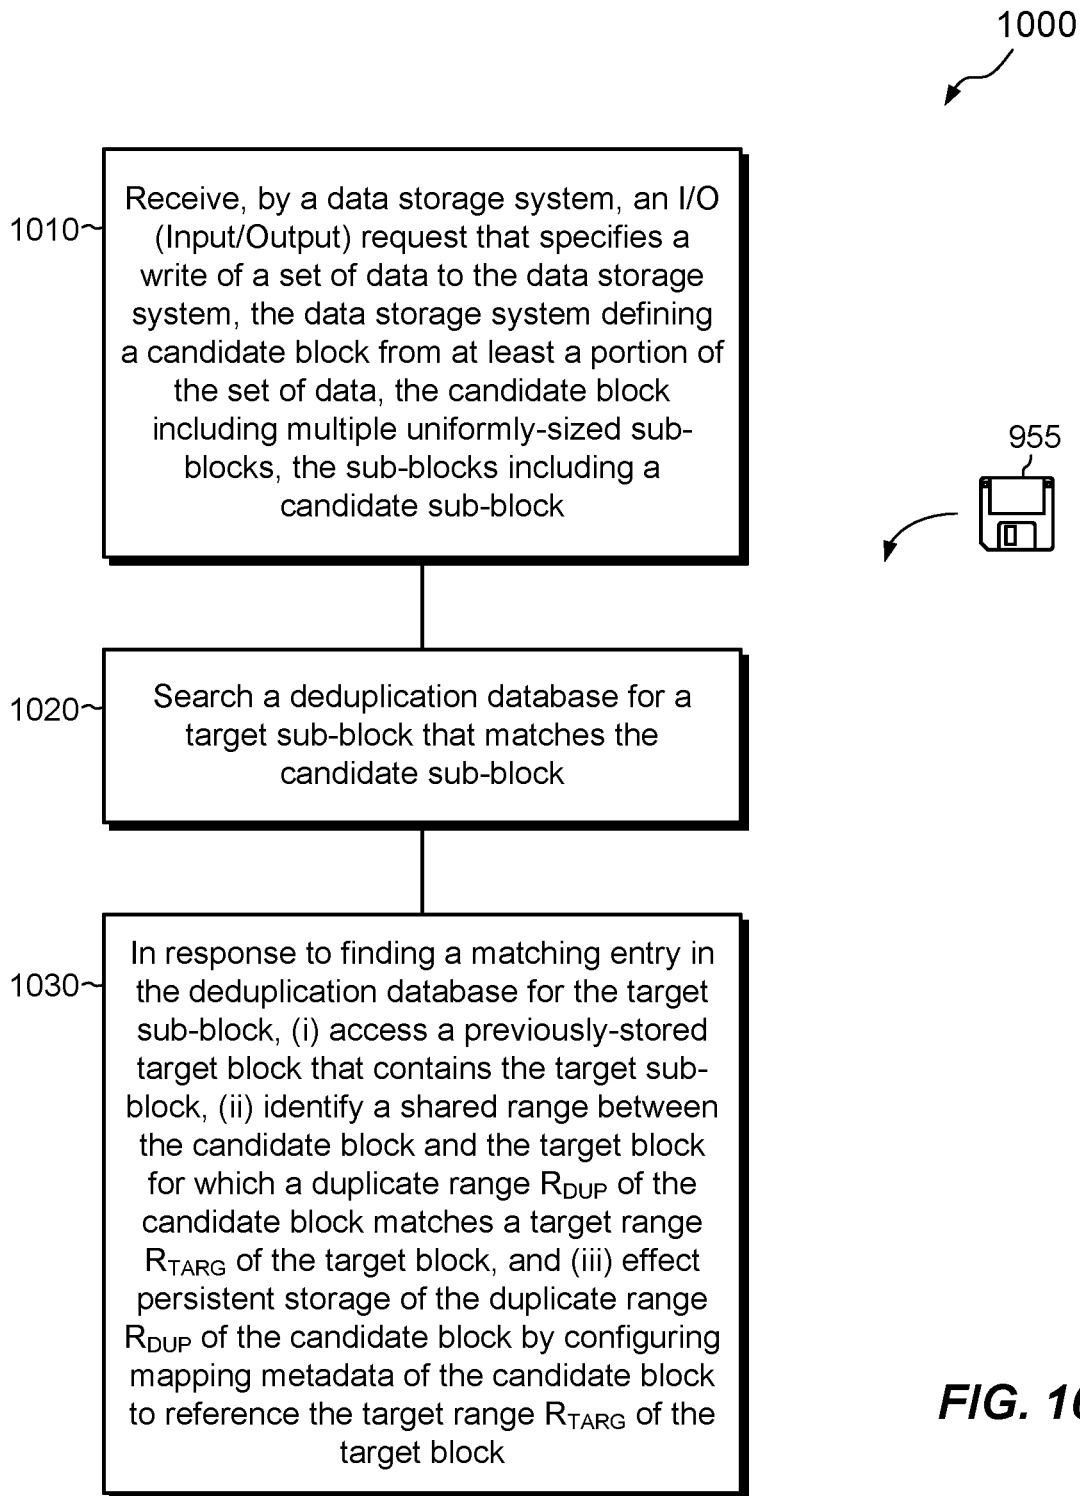 1000
1010
Receive, by a data storage system, an I/O
(Input/Output) request that specifies a
write of a set of data to the data storage
system, the data storage system defining
a candidate block from at least a portion of
the set of data, the candidate block
including multiple uniformly-sized sub-
blocks, the sub-blocks including a
candidate sub-block
955
1020
Search a deduplication database for a
target sub-block that matches the
candidate sub-block
1030
In response to finding a matching entry in
the deduplication database for the target
sub-block, (i) access a previously-stored
target block that contains the target sub-
block, (ii) identify a shared range between
the candidate block and the target block
for which a duplicate range RDUP of the
candidate block matches a target range
RTARG of the target block, and (iii) effect
persistent storage of the duplicate range
RDUP of the candidate block by configuring
mapping metadata of the candidate block
to reference the target range RTARG of the
target block
FIG.